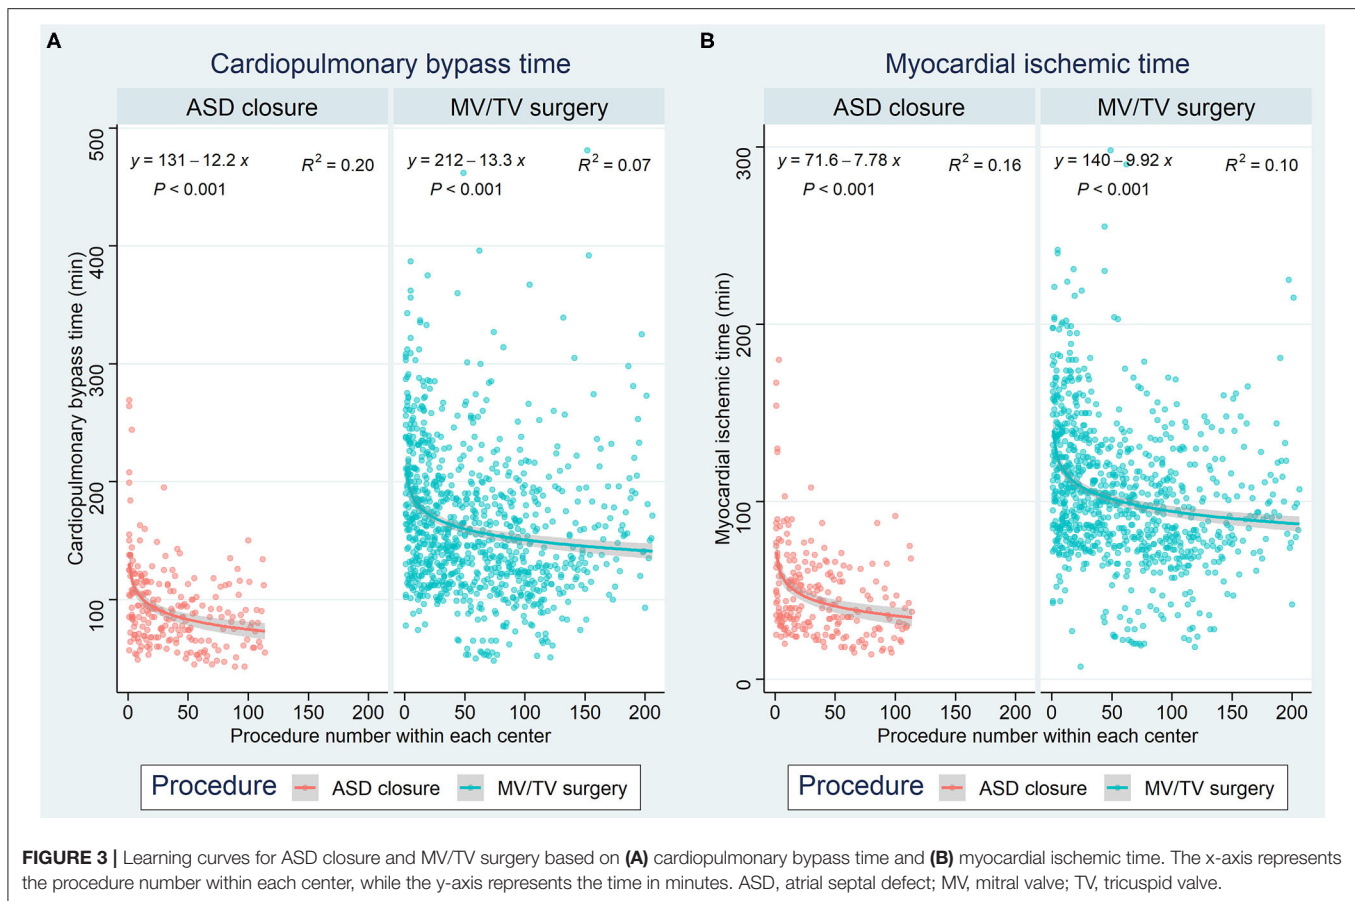 A
Cardiopulmonary bypass time
ASD closure
MV/TV surgery
y = 131 – 12.2 x
R² = 0.20
P < 0.001
y = 212 – 13.3 x
R² = 0.07
P < 0.001
Cardiopulmonary bypass time (min)
500
400
300
200
100
0 50 100 150 200
0 50 100 150 200
Procedure number within each center
Procedure ASD closure MV/TV surgery
B
Myocardial ischemic time
ASD closure
MV/TV surgery
y = 71.6 – 7.78 x
R² = 0.16
P < 0.001
y = 140 – 9.92 x
R² = 0.10
P < 0.001
Myocardial ischemic time (min)
300
200
100
0
0 50 100 150 200
0 50 100 150 200
Procedure number within each center
Procedure ASD closure MV/TV surgery
FIGURE 3 | Learning curves for ASD closure and MV/TV surgery based on (A) cardiopulmonary bypass time and (B) myocardial ischemic time. The x-axis represents
the procedure number within each center, while the y-axis represents the time in minutes. ASD, atrial septal defect; MV, mitral valve; TV, tricuspid valve.